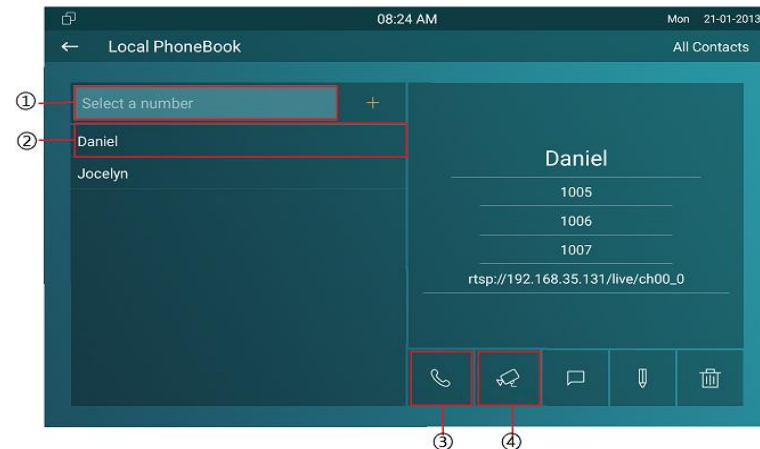 08:24 AM Mon 21-01-2013
← Local PhoneBook All Contacts
① Select a number +
② Daniel
Jocelyn
Daniel
1005
1006
1007
rtsp://192.168.35.131/live/ch00_0
③ ④